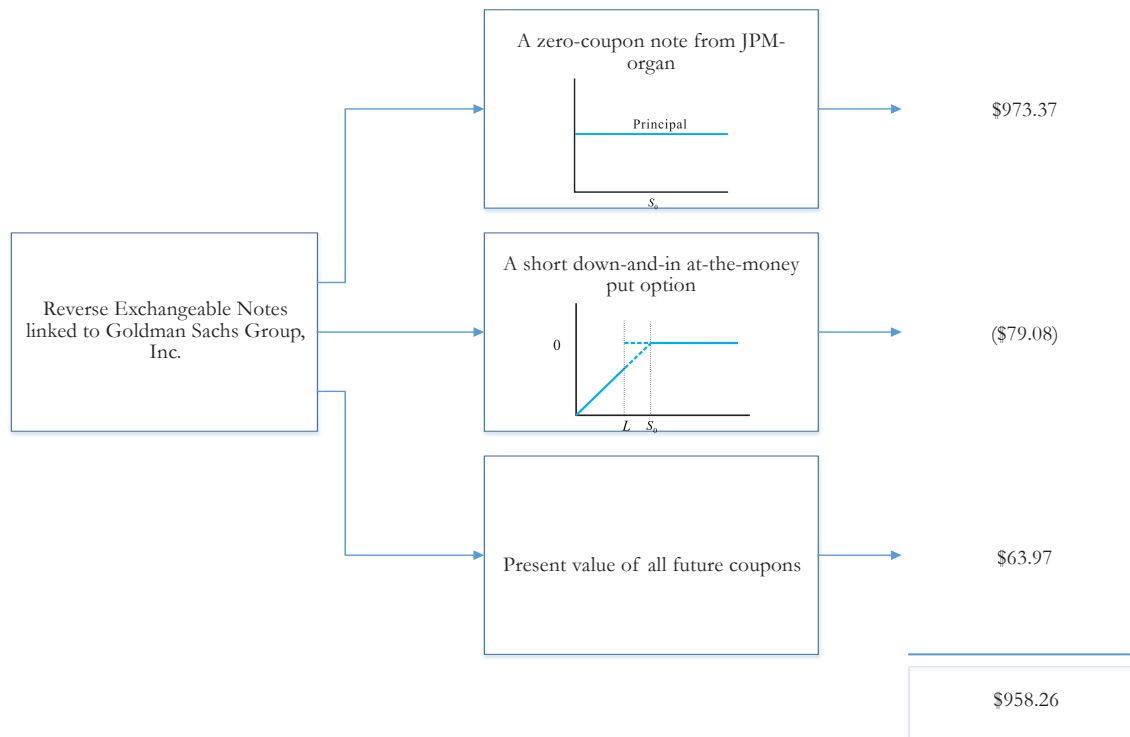 A zero-coupon note from JPM-
organ
Principal
S₀
$973.37
Reverse Exchangeable Notes
linked to Goldman Sachs Group,
Inc.
A short down-and-in at-the-money
put option
0
L S₀
($79.08)
Present value of all future coupons
$63.97
$958.26